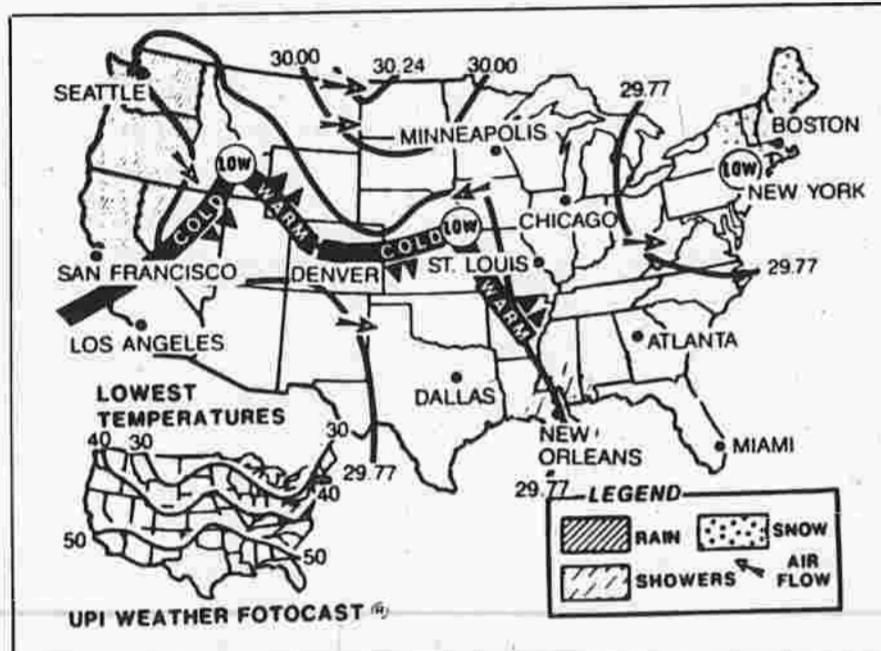 30.00
30.24
30.00
29.77
SEATTLE
MINNEAPOLIS
BOSTON
LOW
LOW
NEW YORK
WARM
COLD
COLD
LOW
CHICAGO
SAN FRANCISCO
DENVER
ST. LOUIS
29.77
WARM
LOS ANGELES
ATLANTA
LOWEST
TEMPERATURES
DALLAS
NEW
ORLEANS
MIAMI
29.77
29.77
40
30
30
40
50
50
LEGEND
RAIN
SNOW
SHOWERS
AIR
FLOW
UPI WEATHER FOTOCAST